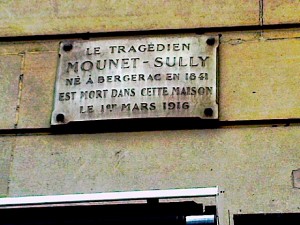 LE TRAGÉDIEN
MOUNET-SULLY
NÉ À BERGERAC EN 1841
EST MORT DANS CETTE MAISON
LE 1ER MARS 1916